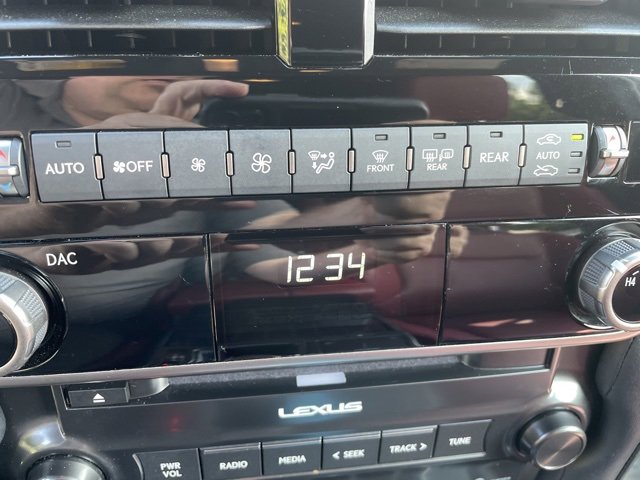 AUTO OFF FRONT REAR REAR AUTO
DAC 12 34 H4
LEXUS
PWR VOL RADIO MEDIA < SEEK TRACK > TUNE